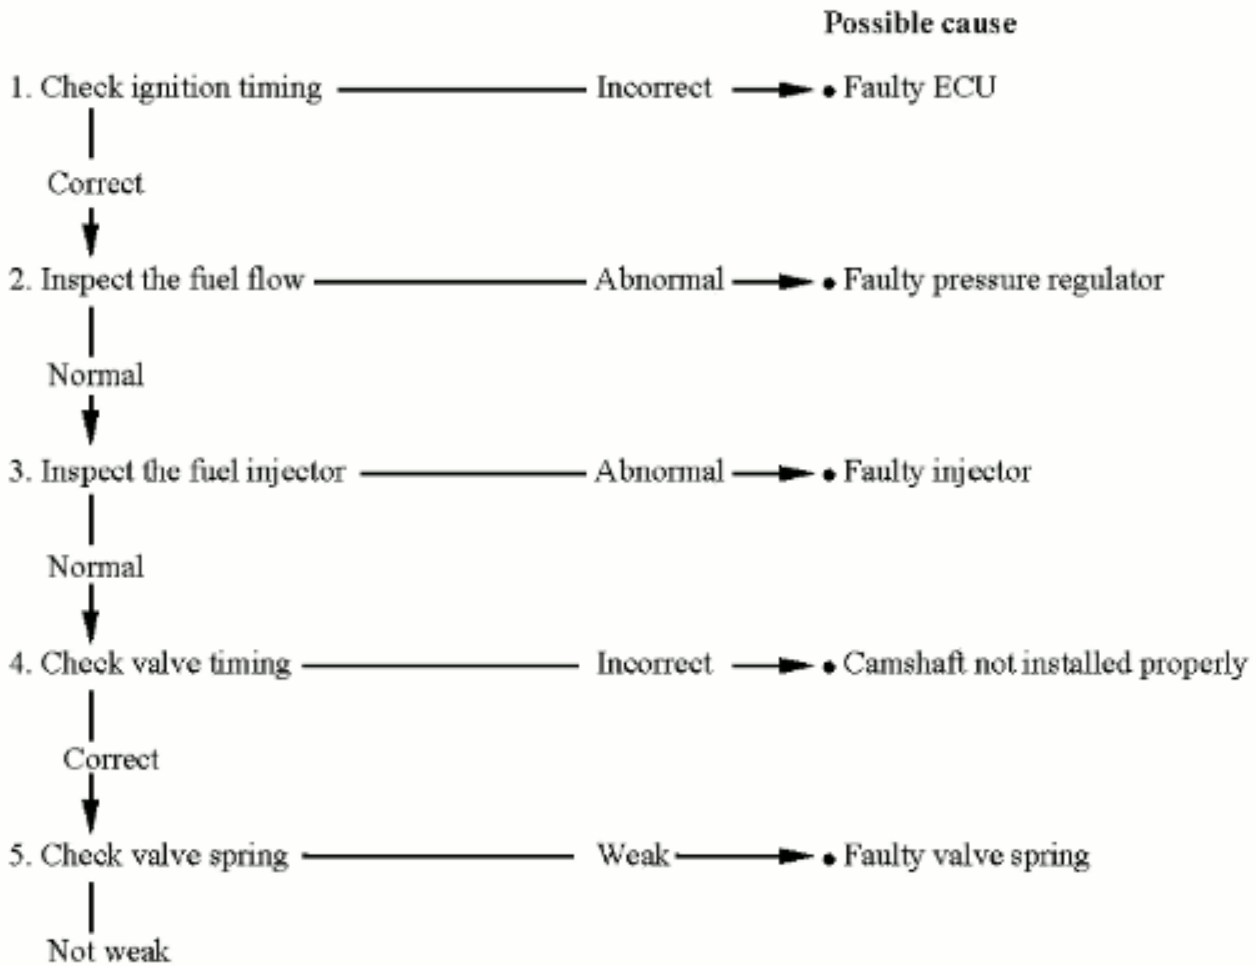 Possible cause
1. Check ignition timing Incorrect • Faulty ECU
Correct
2. Inspect the fuel flow Abnormal • Faulty pressure regulator
Normal
3. Inspect the fuel injector Abnormal • Faulty injector
Normal
4. Check valve timing Incorrect • Camshaft not installed properly
Correct
5. Check valve spring Weak • Faulty valve spring
Not weak